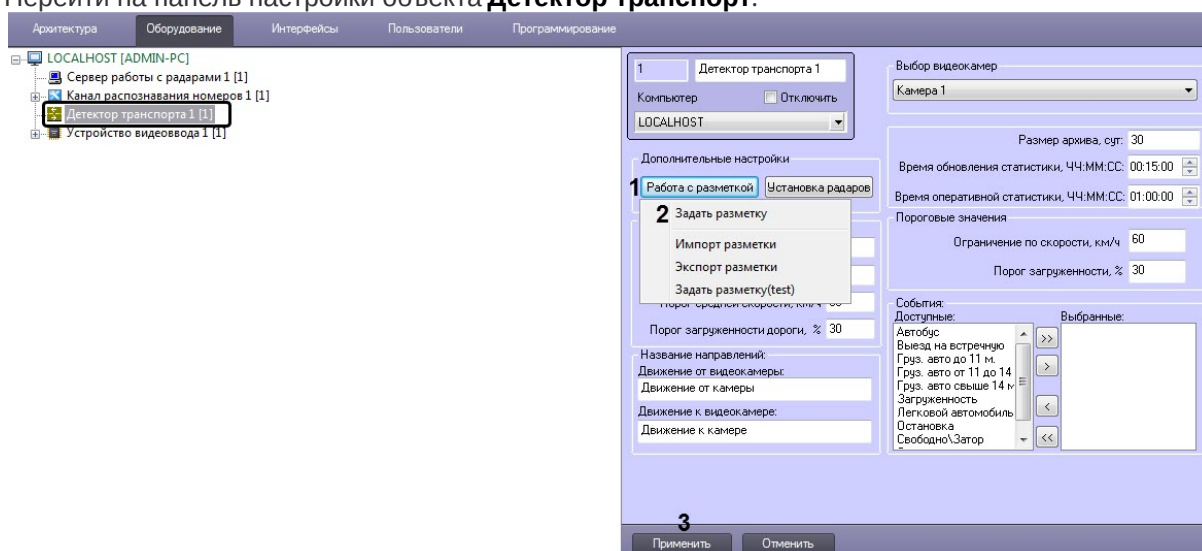 Перейти на панель настройки объекта Детектор транспорт.
Архитектура Оборудование Интерфейсы Пользователи Программирование
LOCALHOST [ADMIN-PC]
Сервер работы с радарами 1 [1]
Канал распознавания номеров 1 [1]
Детектор транспорта 1 [1]
Устройство видеоввода 1 [1]
1 Детектор транспорта 1
Компьютер Отключить
LOCALHOST
Дополнительные настройки
1 Работа с разметкой Установка радаров
2 Задать разметку
Импорт разметки
Экспорт разметки
Задать разметку(test)
Порог средней скорости, км/ч
Порог загруженности дороги, % 30
Название направлений:
Движение от видеокамеры:
Движение от камеры
Движение к видеокамере:
Движение к камере
Выбор видеокамер
Камера 1
Размер архива, сут: 30
Время обновления статистики, ЧЧ:ММ:СС: 00:15:00
Время оперативной статистики, ЧЧ:ММ:СС: 01:00:00
Пороговые значения
Ограничение по скорости, км/ч 60
Порог загруженности, % 30
События:
Доступные: Выбранные:
Автобус
Выезд на встречную
Груз. авто до 11 м.
Груз. авто от 11 до 14
Груз. авто свыше 14 м
Загруженность
Легковой автомобиль
Остановка
Свободно\Затор
>>
>
<
<<
3
Применить Отменить